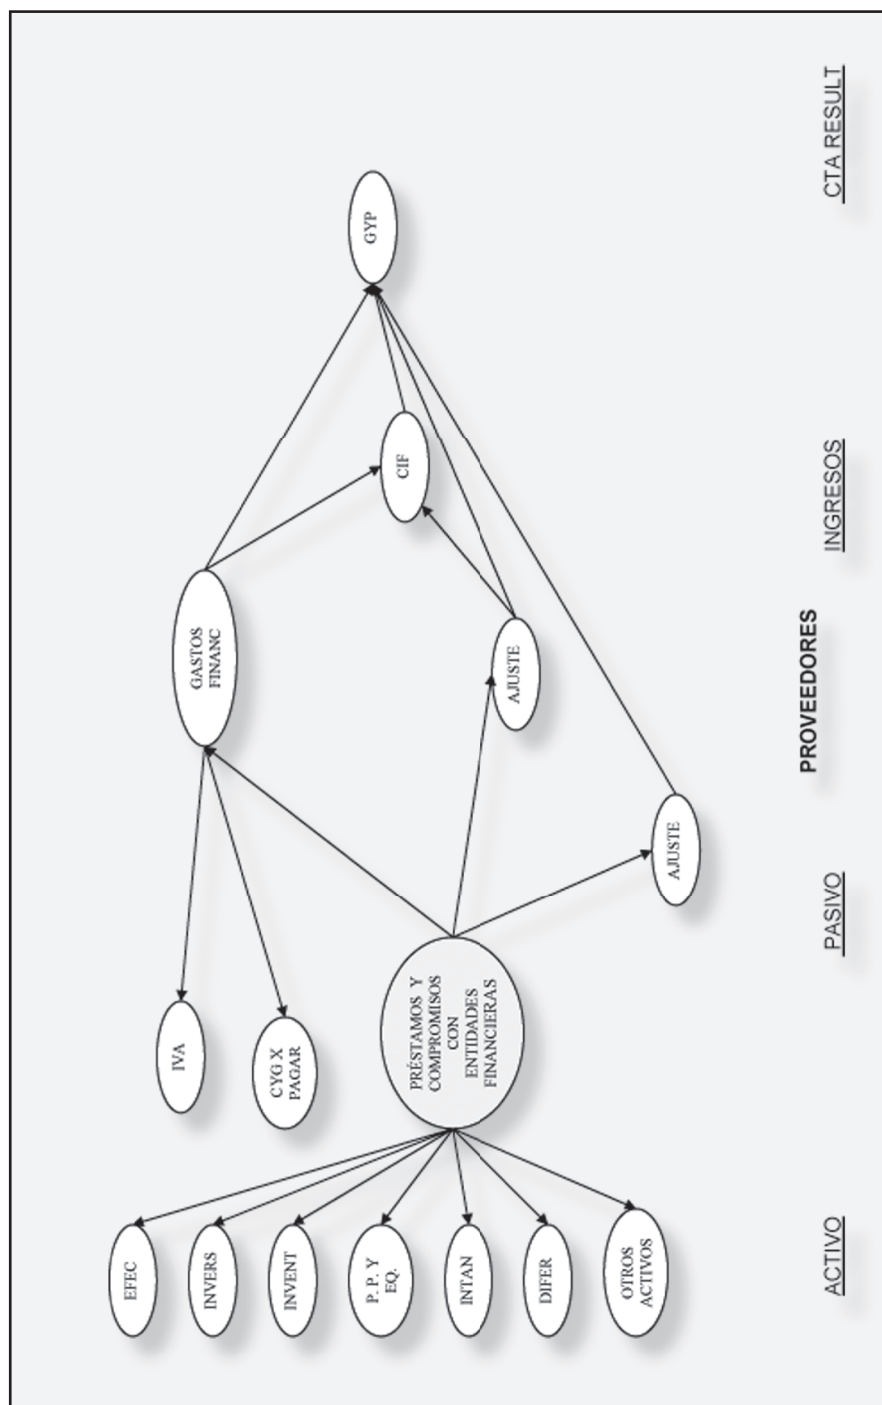 EFEC
INVERS
INVENT
P. P. Y
EQ.
INTAN
DIFER
OTROS
ACTIVOS
IVA
CYG X
PAGAR
PRÉSTAMOS Y
COMPROMISOS
CON
ENTIDADES
FINANCIERAS
GASTOS
FINANC
AJUSTE
AJUSTE
CIF
GYP
PROVEEDORES
ACTIVO
PASIVO
INGRESOS
CTA RESULT